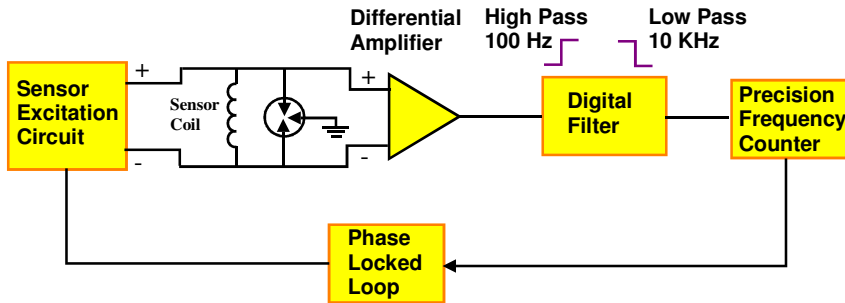 Differential
Amplifier
High Pass
100 Hz
Low Pass
10 KHz
Sensor
Excitation
Circuit
+
-
Sensor
Coil
+
-
Digital
Filter
Precision
Frequency
Counter
Phase
Locked
Loop